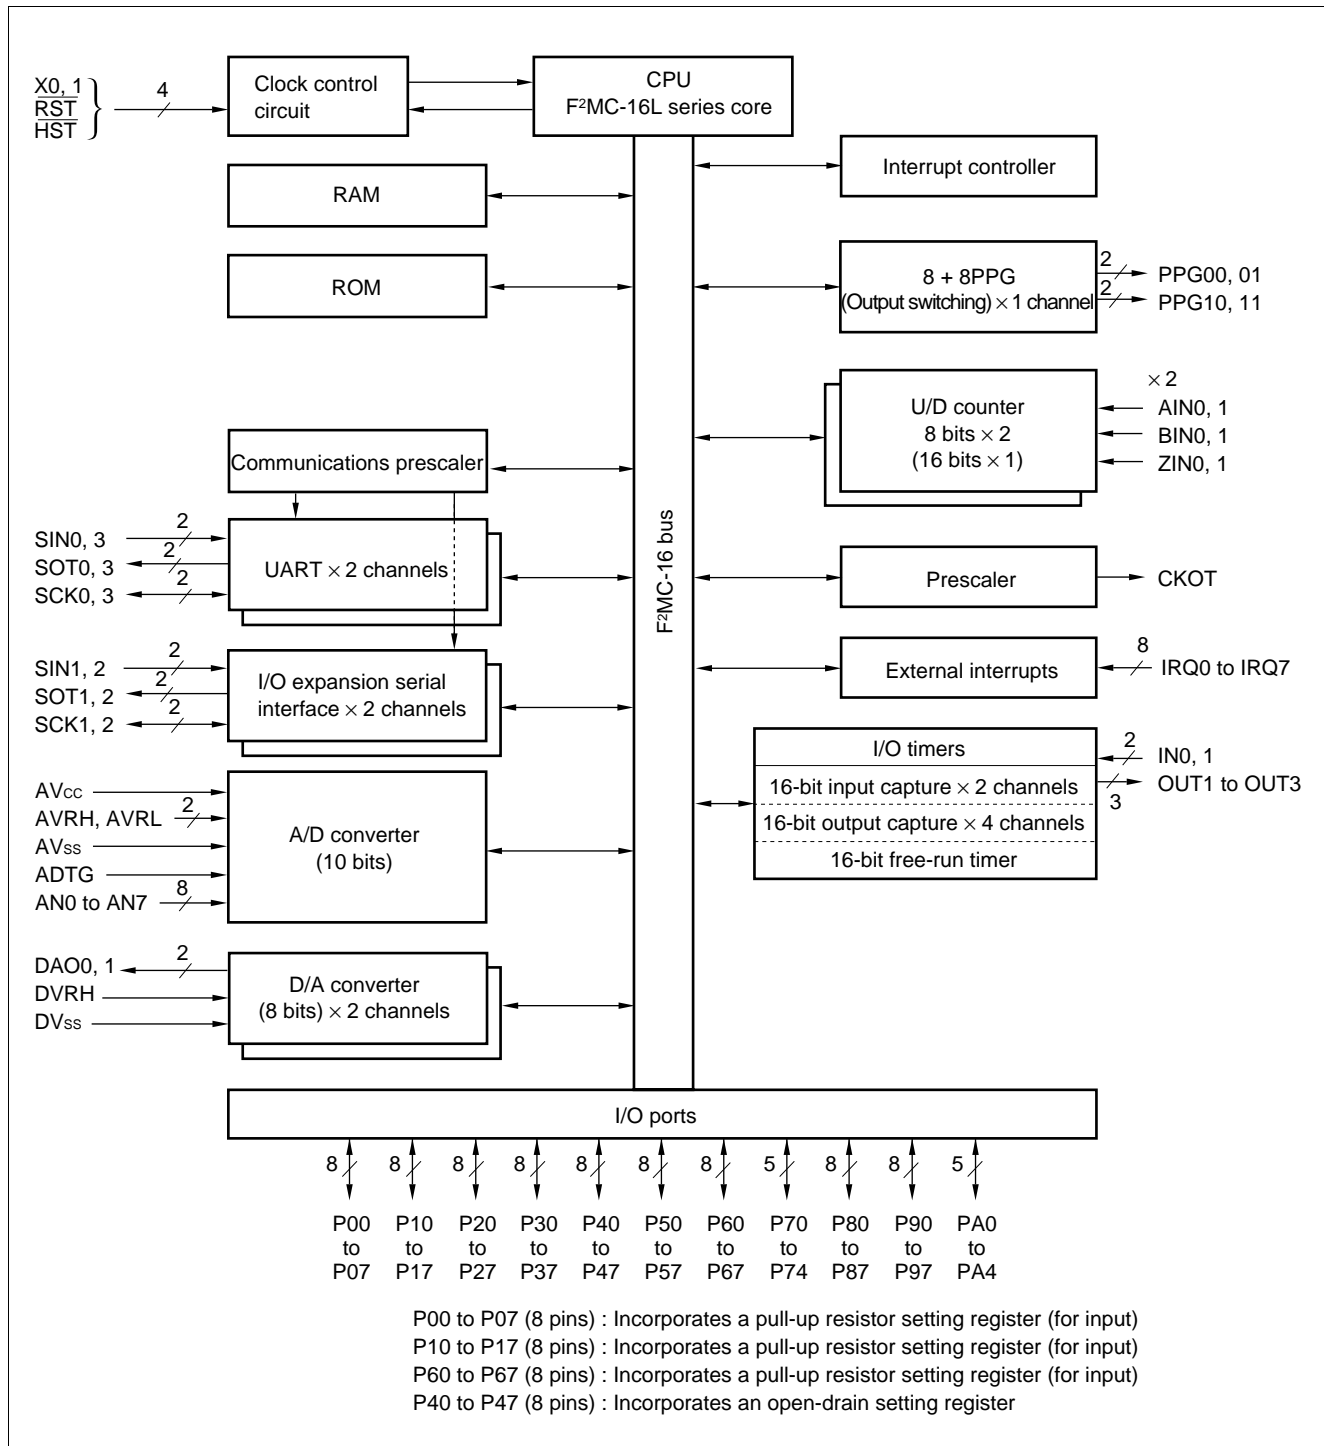 X0, 1
RST
HST
4
Clock control
circuit
CPU
F²MC-16L series core
Interrupt controller
RAM
ROM
8 + 8PPG
(Output switching) × 1 channel
2
PPG00, 01
2
PPG10, 11
× 2
U/D counter
8 bits × 2
(16 bits × 1)
AIN0, 1
BIN0, 1
ZIN0, 1
Communications prescaler
SIN0, 3
2
SOT0, 3
2
SCK0, 3
2
UART × 2 channels
F²MC-16 bus
Prescaler
CKOT
SIN1, 2
2
SOT1, 2
2
SCK1, 2
2
I/O expansion serial
interface × 2 channels
External interrupts
8
IRQ0 to IRQ7
I/O timers
16-bit input capture × 2 channels
16-bit output capture × 4 channels
16-bit free-run timer
2
IN0, 1
3
OUT1 to OUT3
AVCC
AVRH, AVRL
2
AVSS
ADTG
AN0 to AN7
8
A/D converter
(10 bits)
DAO0, 1
2
DVRH
DVSS
D/A converter
(8 bits) × 2 channels
I/O ports
8 8 8 8 8 8 8 5 8 8 5
P00 P10 P20 P30 P40 P50 P60 P70 P80 P90 PA0
to to to to to to to to to to to
P07 P17 P27 P37 P47 P57 P67 P74 P87 P97 PA4
P00 to P07 (8 pins) : Incorporates a pull-up resistor setting register (for input)
P10 to P17 (8 pins) : Incorporates a pull-up resistor setting register (for input)
P60 to P67 (8 pins) : Incorporates a pull-up resistor setting register (for input)
P40 to P47 (8 pins) : Incorporates an open-drain setting register